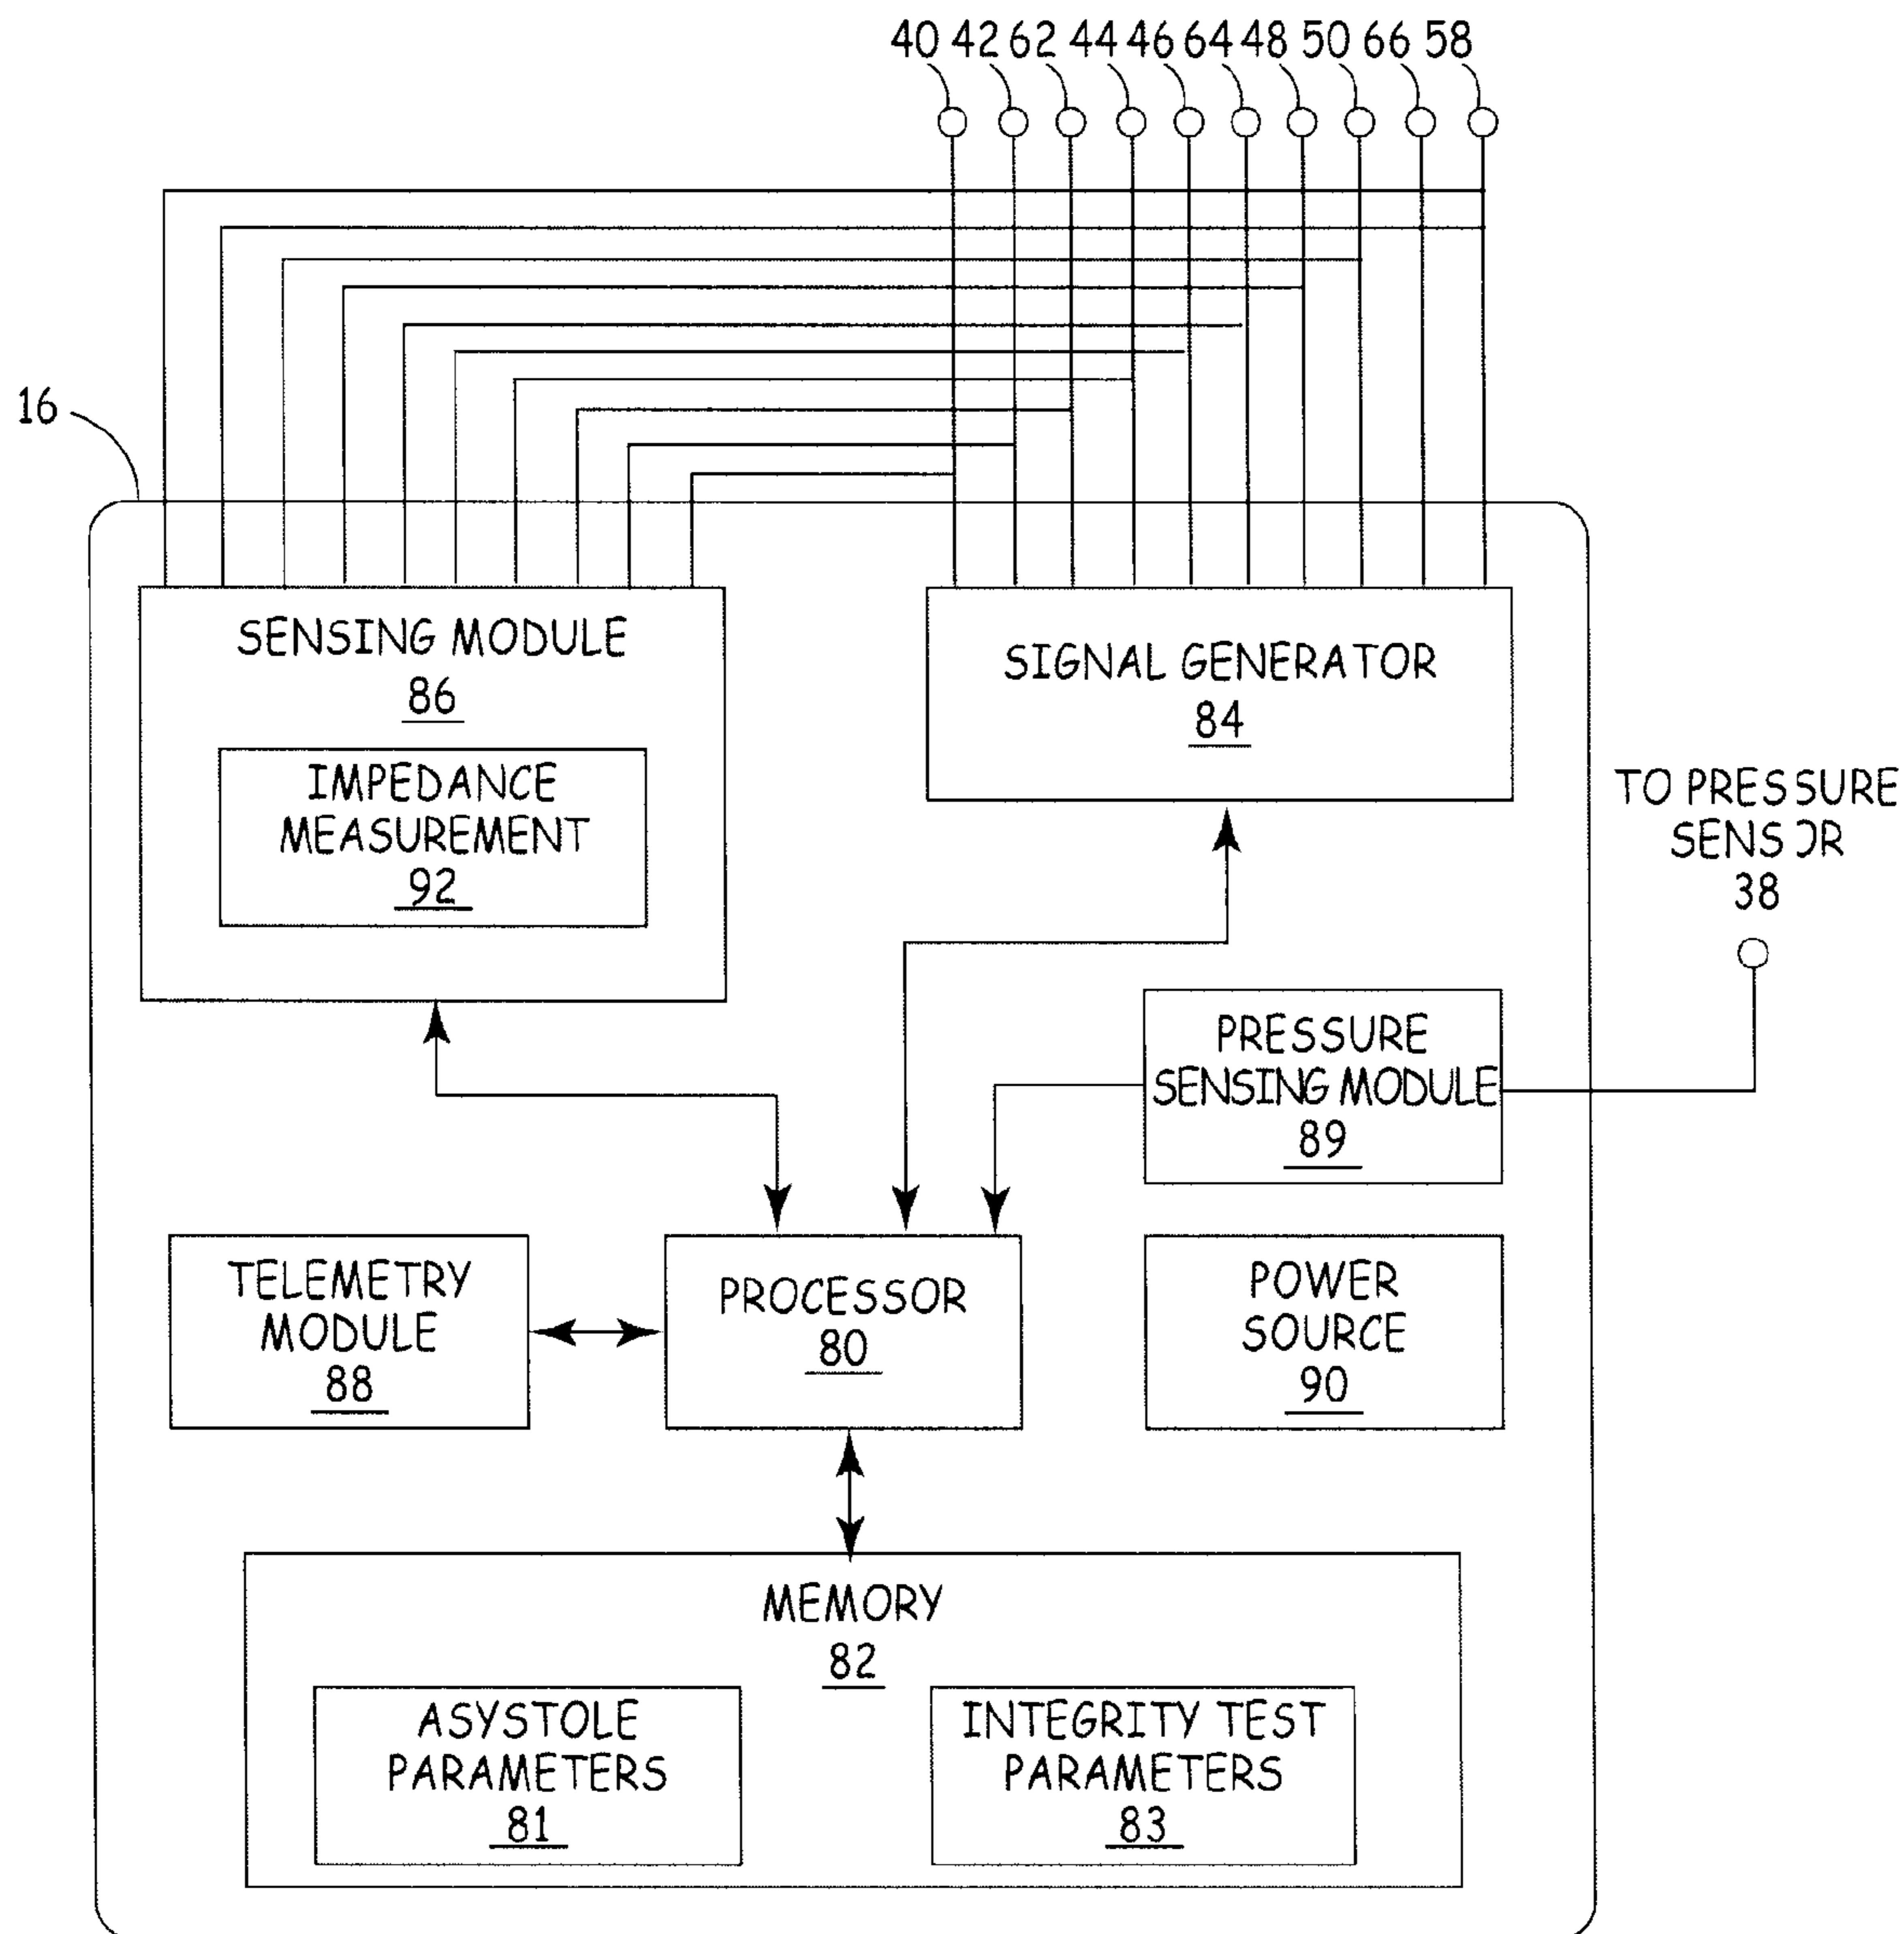 40 42 62 44 46 64 48 50 66 58
16
SENSING MODULE
86
IMPEDANCE
MEASUREMENT
92
SIGNAL GENERATOR
84
TO PRESSURE
SENSOR
38
PRESSURE
SENSING MODULE
89
TELEMETRY
MODULE
88
PROCESSOR
80
POWER
SOURCE
90
MEMORY
82
ASYSTOLE
PARAMETERS
81
INTEGRITY TEST
PARAMETERS
83